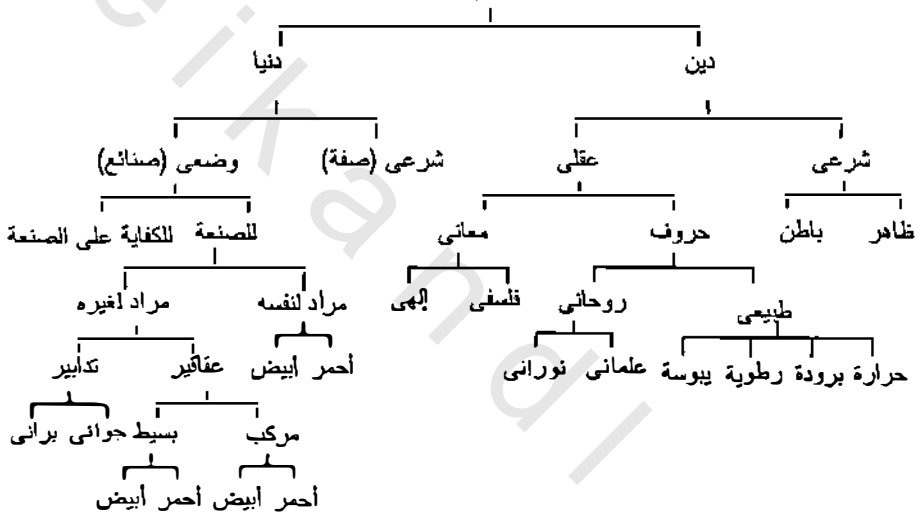 دين دنيا
شرعى عقلى شرعى (صفة) وضعى (صنائع)
ظاهر باطن حروف معانى للصنعة للكفاية على الصنعة
طبيعى روحانى فلسفى إلهى مراد لنفسه مراد لغيره
حرارة برودة رطوبة يبوسة علمانى نورانى أحمر أبيض عقاقير تدابير
مركب بسيط جوانى برانى
أحمر أبيض أحمر أبيض
eikandl